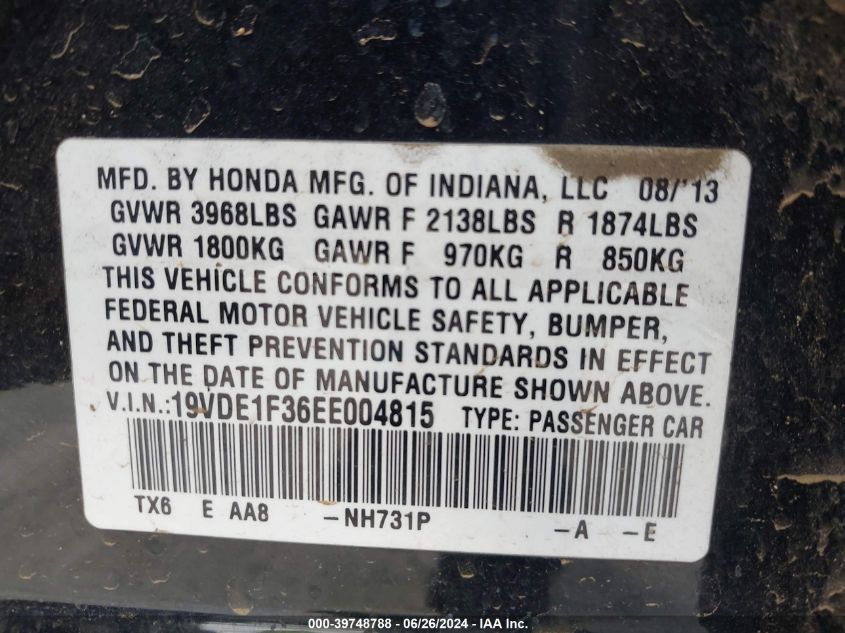 MFD. BY HONDA MFG. OF INDIANA, LLC 08/'13
GVWR 3968LBS GAWR F 2138LBS R 1874LBS
GVWR 1800KG GAWR F 970KG R 850KG
THIS VEHICLE CONFORMS TO ALL APPLICABLE
FEDERAL MOTOR VEHICLE SAFETY, BUMPER,
AND THEFT PREVENTION STANDARDS IN EFFECT
ON THE DATE OF MANUFACTURE SHOWN ABOVE.
V.I.N.:19VDE1F36EE004815 TYPE: PASSENGER CAR
TX6 E AA8 -NH731P -A -E
000-39748788 - 06/26/2024 - IAA Inc.